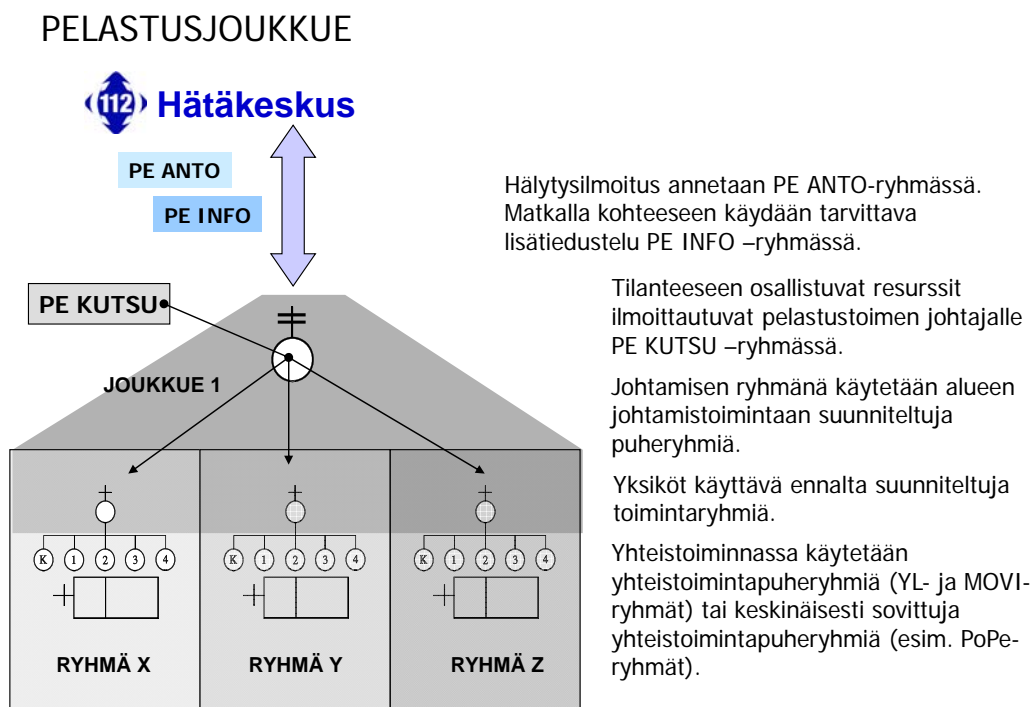 PELASTUSJOUKKUE
112 Hätäkeskus
PE ANTO
PE INFO
Hälytysilmoitus annetaan PE ANTO-ryhmässä.
Matkalla kohteeseen käydään tarvittava
lisätiedustelu PE INFO –ryhmässä.
PE KUTSU
JOUKKUE 1
Tilanteeseen osallistuvat resurssit
ilmoittautuvat pelastustoimen johtajalle
PE KUTSU –ryhmässä.
Johtamisen ryhmänä käytetään alueen
johtamistoimintaan suunniteltuja
puheryhmiä.
Yksiköt käyttävä ennalta suunniteltuja
toimintaryhmiä.
Yhteistoiminnassa käytetään
yhteistoimintapuheryhmiä (YL- ja MOVI-
ryhmät) tai keskinäisesti sovittuja
yhteistoimintapuheryhmiä (esim. PoPe-
ryhmät).
K 1 2 3 4 K 1 2 3 4 K 1 2 3 4
RYHMÄ X RYHMÄ Y RYHMÄ Z